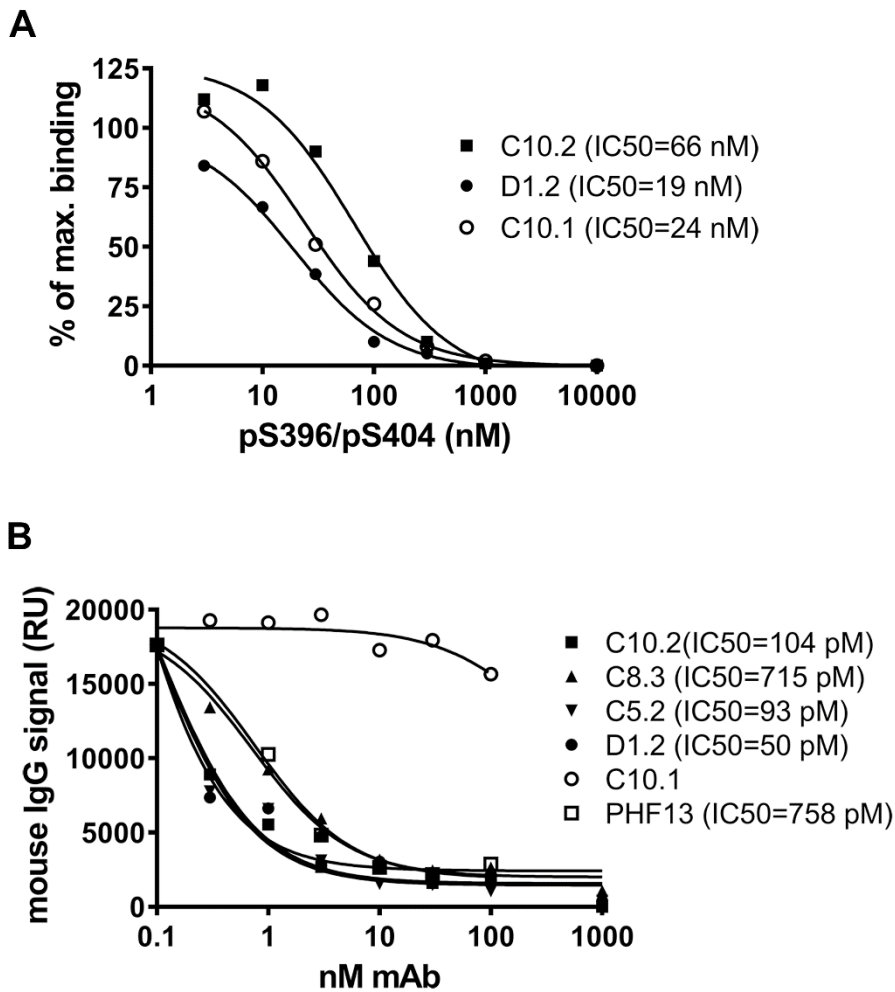 A
125
100
75
50
25
0
% of max. binding
1 10 100 1000 10000
pS396/pS404 (nM)
C10.2 (IC50=66 nM)
D1.2 (IC50=19 nM)
C10.1 (IC50=24 nM)
B
20000
15000
10000
5000
0
mouse IgG signal (RU)
0.1 1 10 100 1000
nM mAb
C10.2(IC50=104 pM)
C8.3 (IC50=715 pM)
C5.2 (IC50=93 pM)
D1.2 (IC50=50 pM)
C10.1
PHF13 (IC50=758 pM)